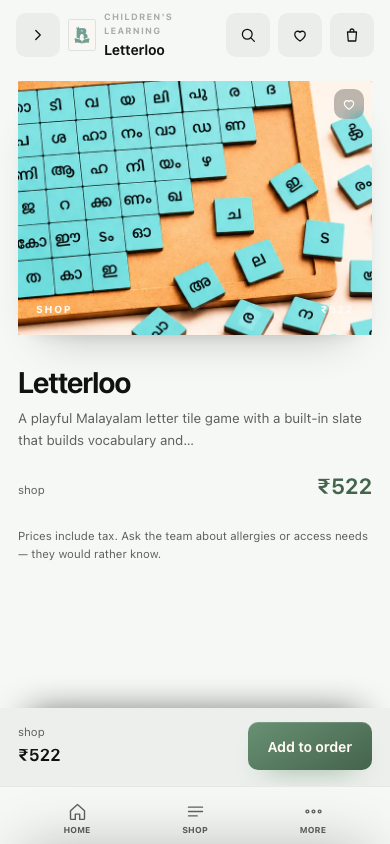 CHILDREN'S
LEARNING
Letterloo
ടി വ യ ലി പു ര ദ
പ ശ ഹാ നം വാ ഡ ണ
ണി ആ ഹ നി യം ഴ
ജ റ ക്ക ണം ഖ
കോ ഈ ടം ഓ
ത കാ ഇ
ഇ
ച
ട
ല
അ
ന
SHOP
Letterloo
A playful Malayalam letter tile game with a built-in slate
that builds vocabulary and...
shop
₹522
Prices include tax. Ask the team about allergies or access needs
— they would rather know.
shop
₹522
Add to order
HOME
SHOP
MORE